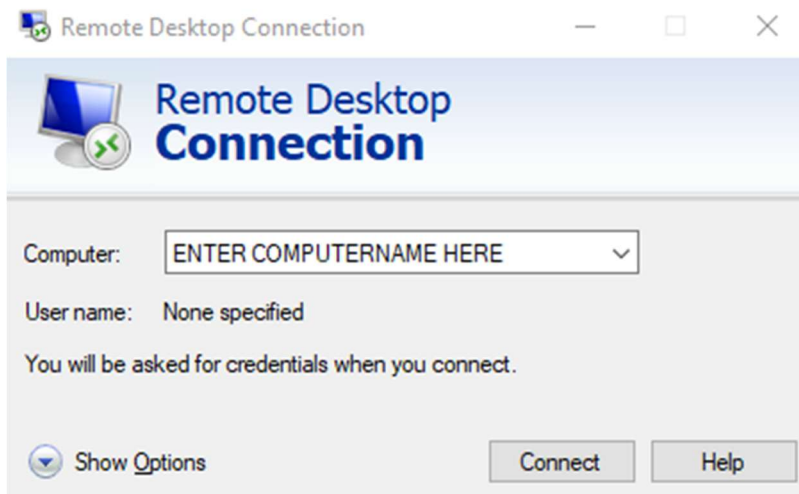 Remote Desktop Connection
Remote Desktop
Connection
Computer: ENTER COMPUTERNAME HERE
User name: None specified
You will be asked for credentials when you connect.
Show Options Connect Help